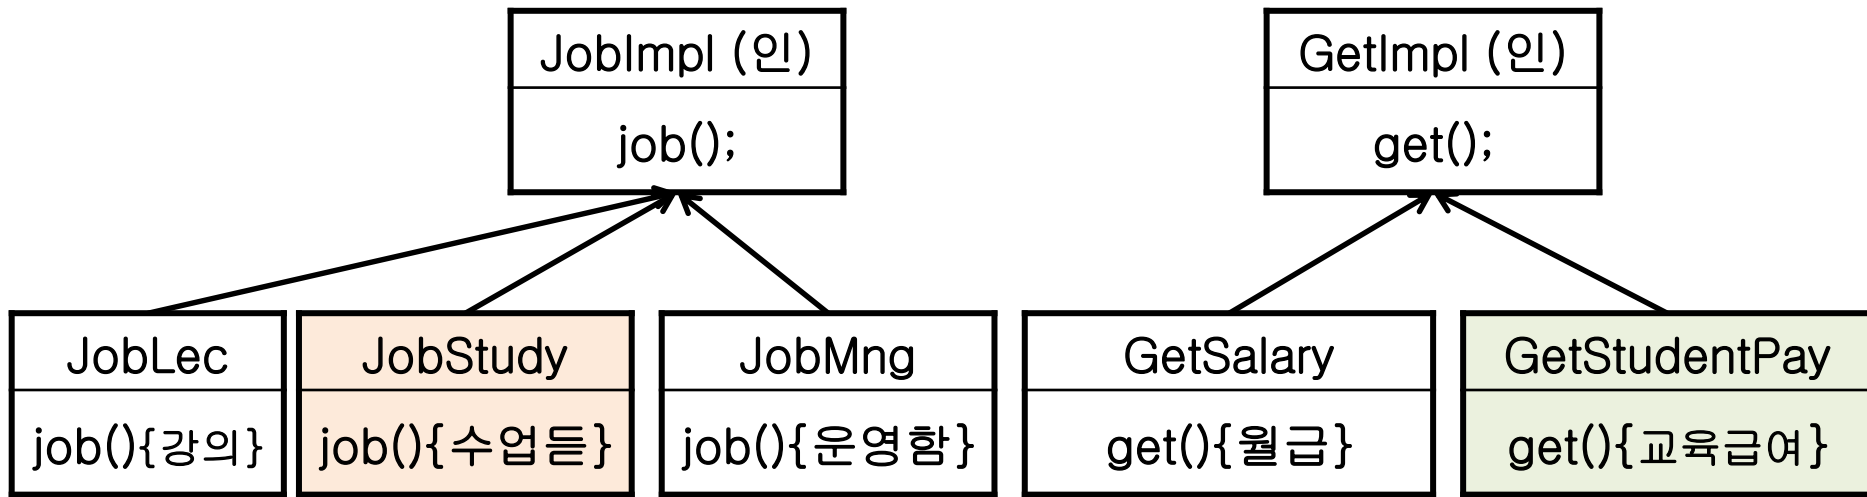 JobImpl (인)
job();
GetImpl (인)
get();
JobLec
job(){강의}
JobStudy
job(){수업듣}
JobMng
job(){운영함}
GetSalary
get(){월급}
GetStudentPay
get(){교육급여}